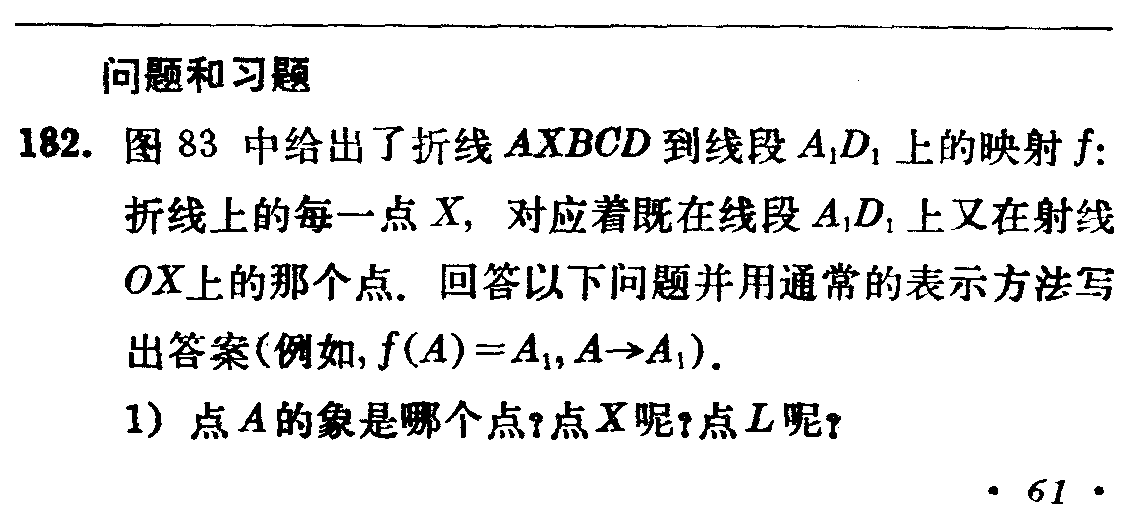 问题和习题
182. 图 83 中给出了折线 AXBCD 到线段 A₁D₁ 上的映射 f:
折线上的每一点 X, 对应着既在线段 A₁D₁ 上又在射线
OX上的那个点. 回答以下问题并用通常的表示方法写
出答案(例如, f(A)=A₁, A→A₁).
1) 点 A 的象是哪个点?点 X 呢?点 L 呢?
· 61 ·